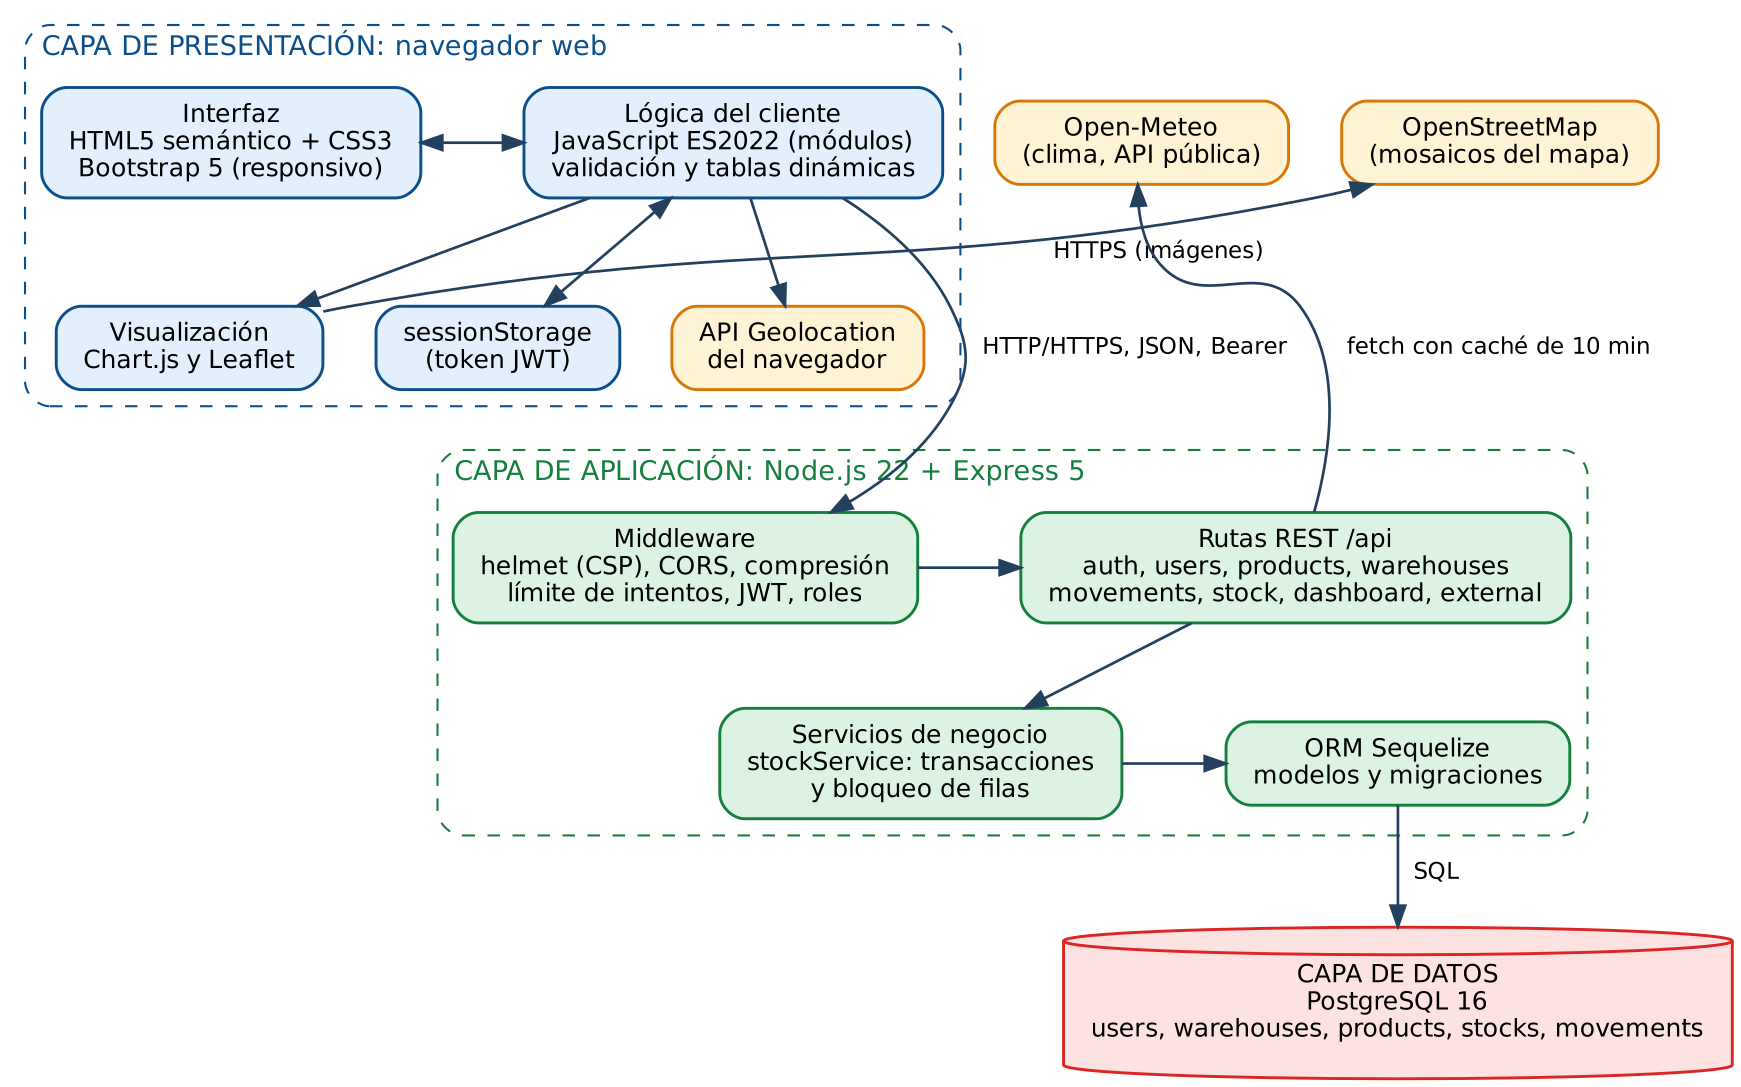 CAPA DE PRESENTACIÓN: navegador web
Interfaz
HTML5 semántico + CSS3
Bootstrap 5 (responsivo)
Lógica del cliente
JavaScript ES2022 (módulos)
validación y tablas dinámicas
Open-Meteo
(clima, API pública)
OpenStreetMap
(mosaicos del mapa)
HTTPS (imágenes)
Visualización
Chart.js y Leaflet
sessionStorage
(token JWT)
API Geolocation
del navegador
HTTP/HTTPS, JSON, Bearer
fetch con caché de 10 min
CAPA DE APLICACIÓN: Node.js 22 + Express 5
Middleware
helmet (CSP), CORS, compresión
límite de intentos, JWT, roles
Rutas REST /api
auth, users, products, warehouses
movements, stock, dashboard, external
Servicios de negocio
stockService: transacciones
y bloqueo de filas
ORM Sequelize
modelos y migraciones
SQL
CAPA DE DATOS
PostgreSQL 16
users, warehouses, products, stocks, movements